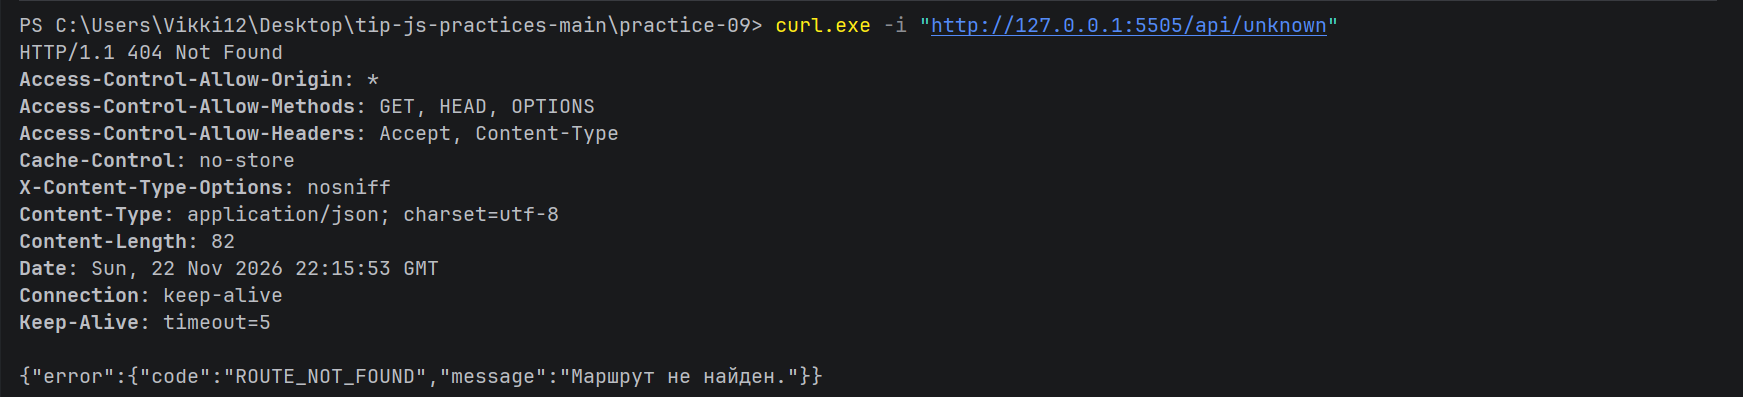 PS C:\Users\Vikki12\Desktop\tip-js-practices-main\practice-09> curl.exe -i "http://127.0.0.1:5505/api/unknown"
HTTP/1.1 404 Not Found
Access-Control-Allow-Origin: *
Access-Control-Allow-Methods: GET, HEAD, OPTIONS
Access-Control-Allow-Headers: Accept, Content-Type
Cache-Control: no-store
X-Content-Type-Options: nosniff
Content-Type: application/json; charset=utf-8
Content-Length: 82
Date: Sun, 22 Nov 2026 22:15:53 GMT
Connection: keep-alive
Keep-Alive: timeout=5
{"error":{"code":"ROUTE_NOT_FOUND","message":"Маршрут не найден."}}